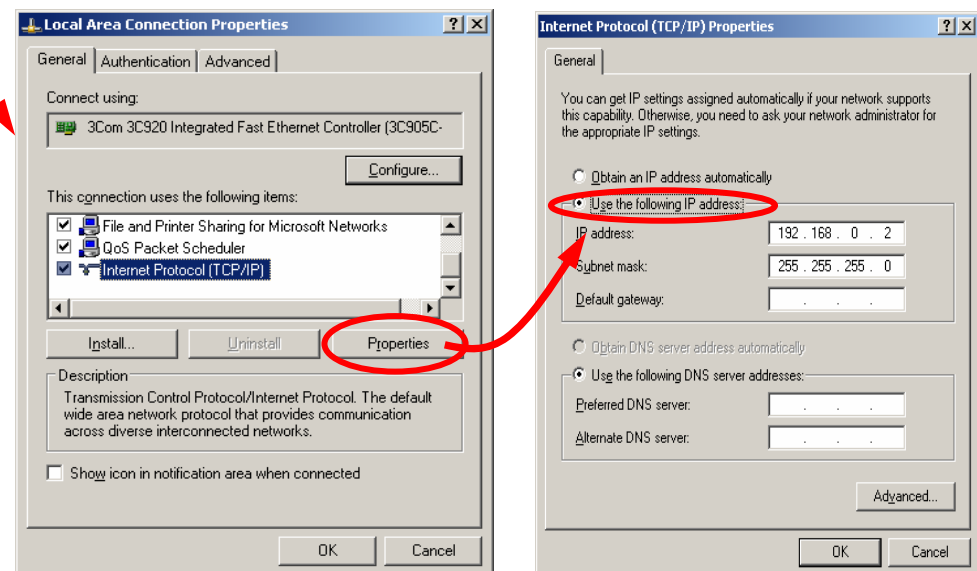 Local Area Connection Properties
General Authentication Advanced
Connect using:
3Com 3C920 Integrated Fast Ethernet Controller (3C905C-
Configure...
This connection uses the following items:
File and Printer Sharing for Microsoft Networks
QoS Packet Scheduler
Internet Protocol (TCP/IP)
Install... Uninstall Properties
Description
Transmission Control Protocol/Internet Protocol. The default
wide area network protocol that provides communication
across diverse interconnected networks.
Show icon in notification area when connected
OK Cancel
Internet Protocol (TCP/IP) Properties
General
You can get IP settings assigned automatically if your network supports
this capability. Otherwise, you need to ask your network administrator for
the appropriate IP settings.
Obtain an IP address automatically
Use the following IP address:
IP address: 192 . 168 . 0 . 2
Subnet mask: 255 . 255 . 255 . 0
Default gateway: . . .
Obtain DNS server address automatically
Use the following DNS server addresses:
Preferred DNS server: . . .
Alternate DNS server: . . .
Advanced...
OK Cancel